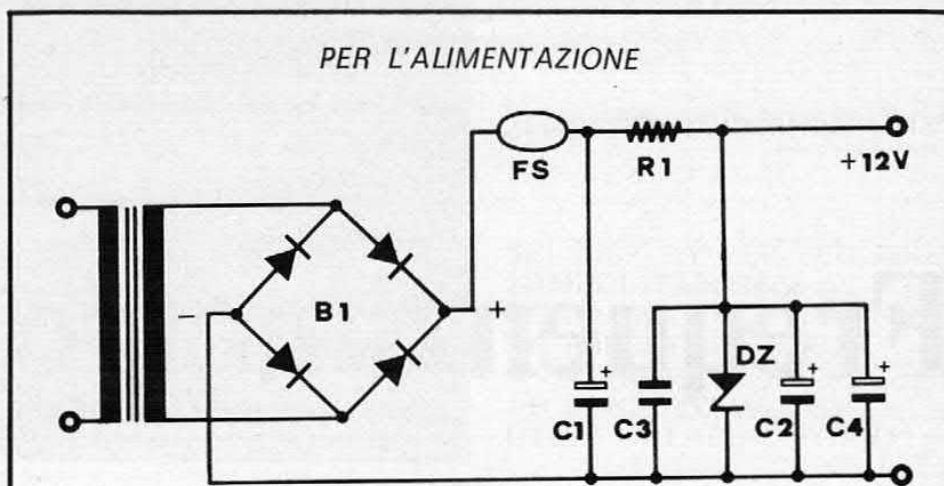 PER L'ALIMENTAZIONE
FS
R1
+12V
B1
- +
DZ
+ + +
C1 C3 C2 C4